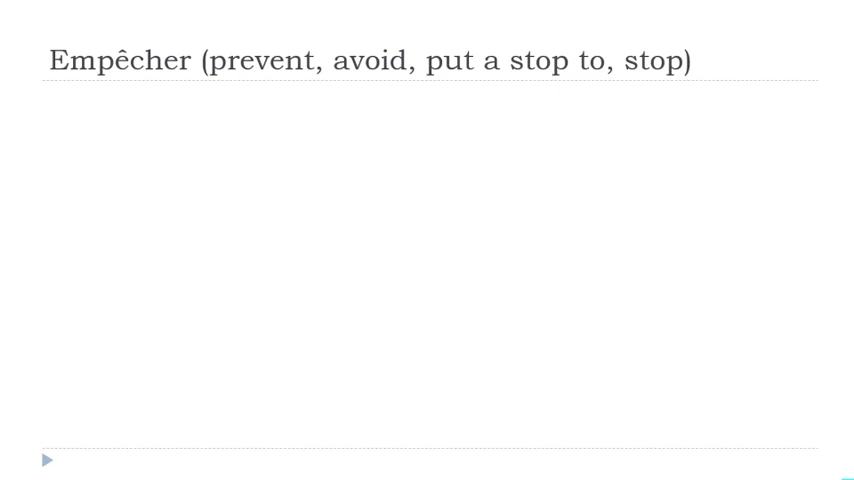 Empêcher (prevent, avoid, put a stop to, stop)